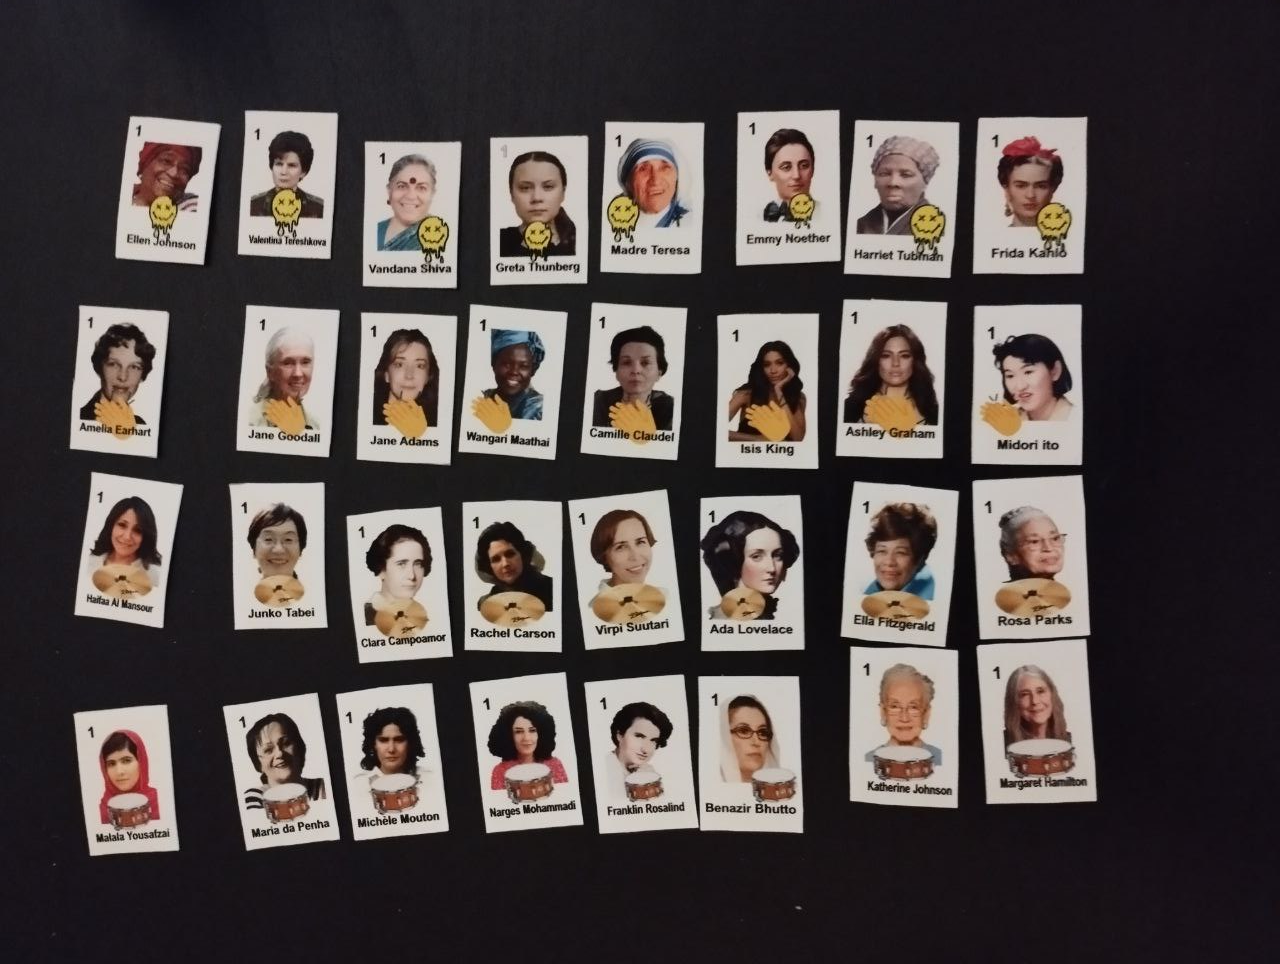 1
Ellen Johnson
1
Valentina Tereshkova
1
Vandana Shiva
1
Greta Thunberg
1
Madre Teresa
1
Emmy Noether
1
Harriet Tubman
1
Frida Kahlo
1
Amelia Earhart
1
Jane Goodall
1
Jane Adams
1
Wangari Maathai
1
Camille Claudel
1
Isis King
1
Ashley Graham
1
Midori ito
1
Haifaa Al Mansour
1
Junko Tabei
1
Clara Campoamor
1
Rachel Carson
1
Virpi Suutari
1
Ada Lovelace
1
Ella Fitzgerald
1
Rosa Parks
1
Malala Yousafzai
1
Maria da Penha
1
Michèle Mouton
1
Narges Mohammadi
1
Franklin Rosalind
1
Benazir Bhutto
1
Katherine Johnson
1
Margaret Hamilton